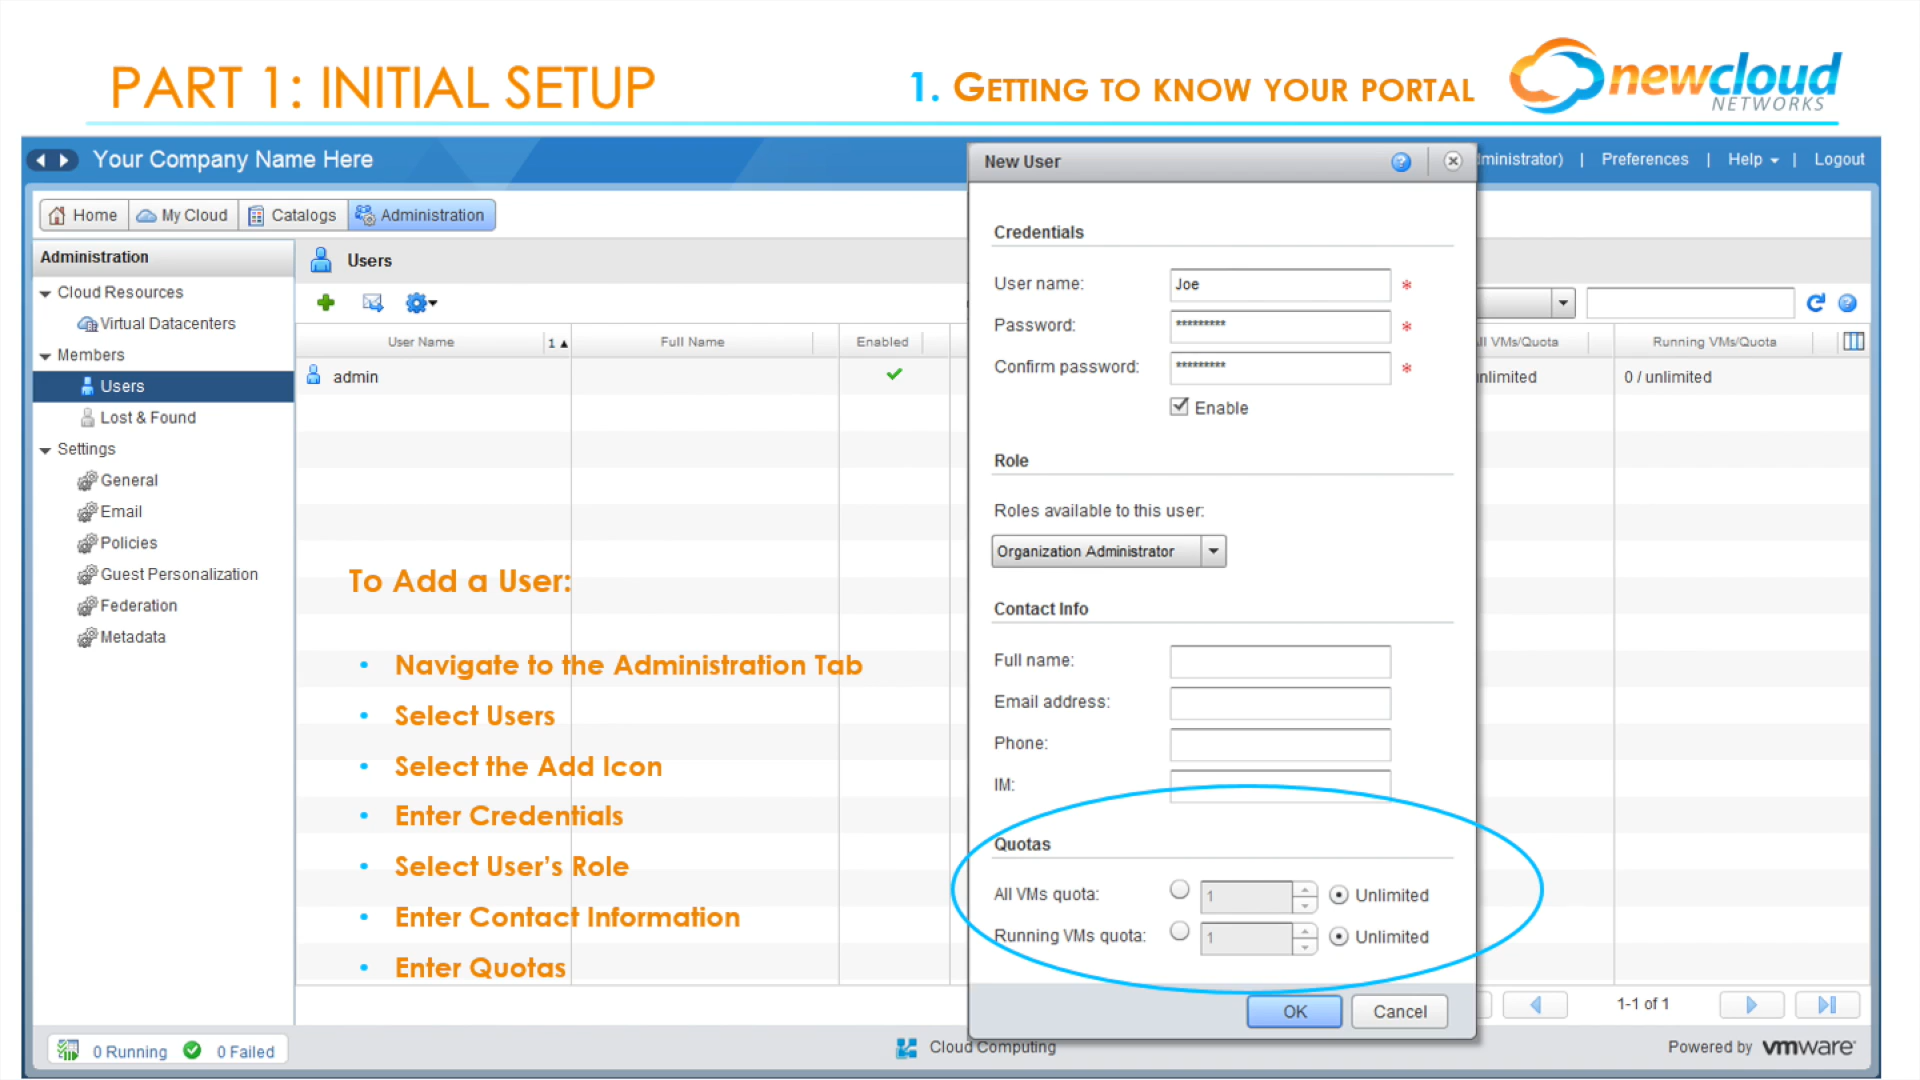 PART 1: INITIAL SETUP
1. GETTING TO KNOW YOUR PORTAL
newcloud
NETWORKS
Your Company Name Here
ministrator) | Preferences | Help | Logout
Home My Cloud Catalogs Administration
Administration
Cloud Resources
Virtual Datacenters
Members
Users
Lost & Found
Settings
General
Email
Policies
Guest Personalization
Federation
Metadata
Users
User Name 1 Full Name Enabled
admin
To Add a User:
• Navigate to the Administration Tab
• Select Users
• Select the Add Icon
• Enter Credentials
• Select User's Role
• Enter Contact Information
• Enter Quotas
New User
Credentials
User name: Joe *
Password: ********* *
Confirm password: ********* *
Enable
Role
Roles available to this user:
Organization Administrator
Contact Info
Full name:
Email address:
Phone:
IM:
Quotas
All VMs quota: 1 Unlimited
Running VMs quota: 1 Unlimited
OK Cancel
ll VMs/Quota Running VMs/Quota
nlimited 0 / unlimited
1-1 of 1
0 Running 0 Failed
Cloud Computing
Powered by vmware